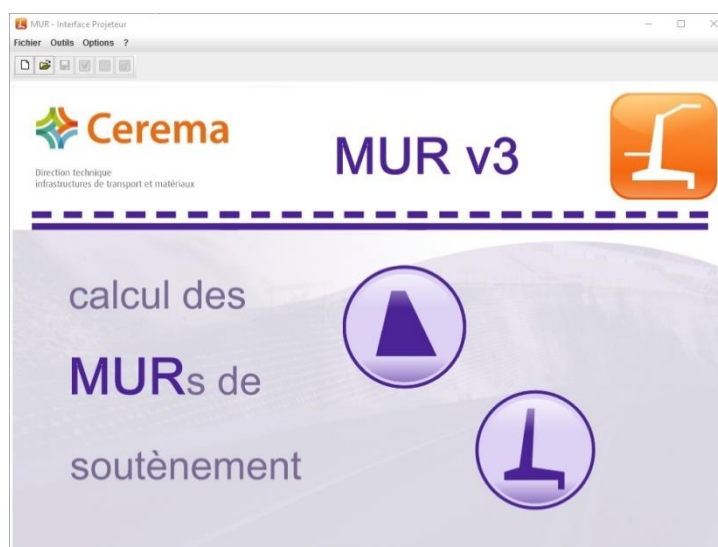 MUR - Interface Projeteur
Fichier Outils Options ?
Cerema
Direction technique
infrastructures de transport et matériaux
MUR v3
calcul des
MURs de
soutènement